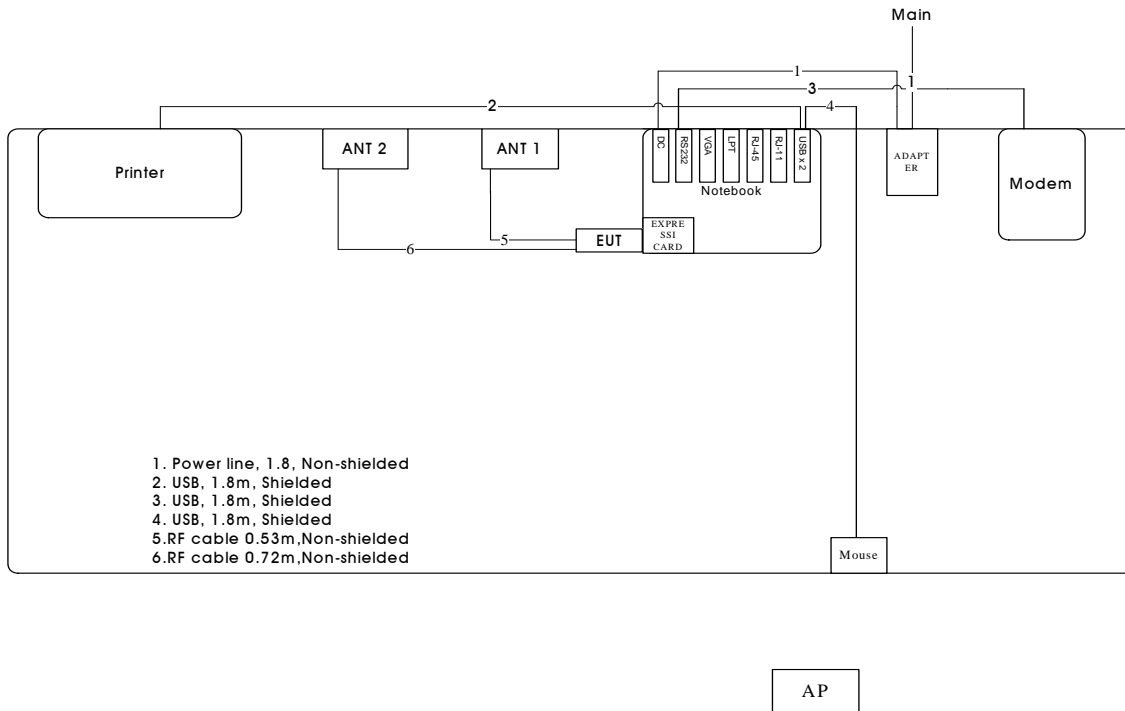 Main
1
1
3
2
4
Printer
ANT 2
ANT 1
DC
RS232
VGA
LPT
RJ-45
RJ-11
USB x 2
Notebook
ADAPT
ER
Modem
EXPRE
SSI
CARD
EUT
5
6
1. Power line, 1.8, Non-shielded
2. USB, 1.8m, Shielded
3. USB, 1.8m, Shielded
4. USB, 1.8m, Shielded
5.RF cable 0.53m,Non-shielded
6.RF cable 0.72m,Non-shielded
Mouse
AP